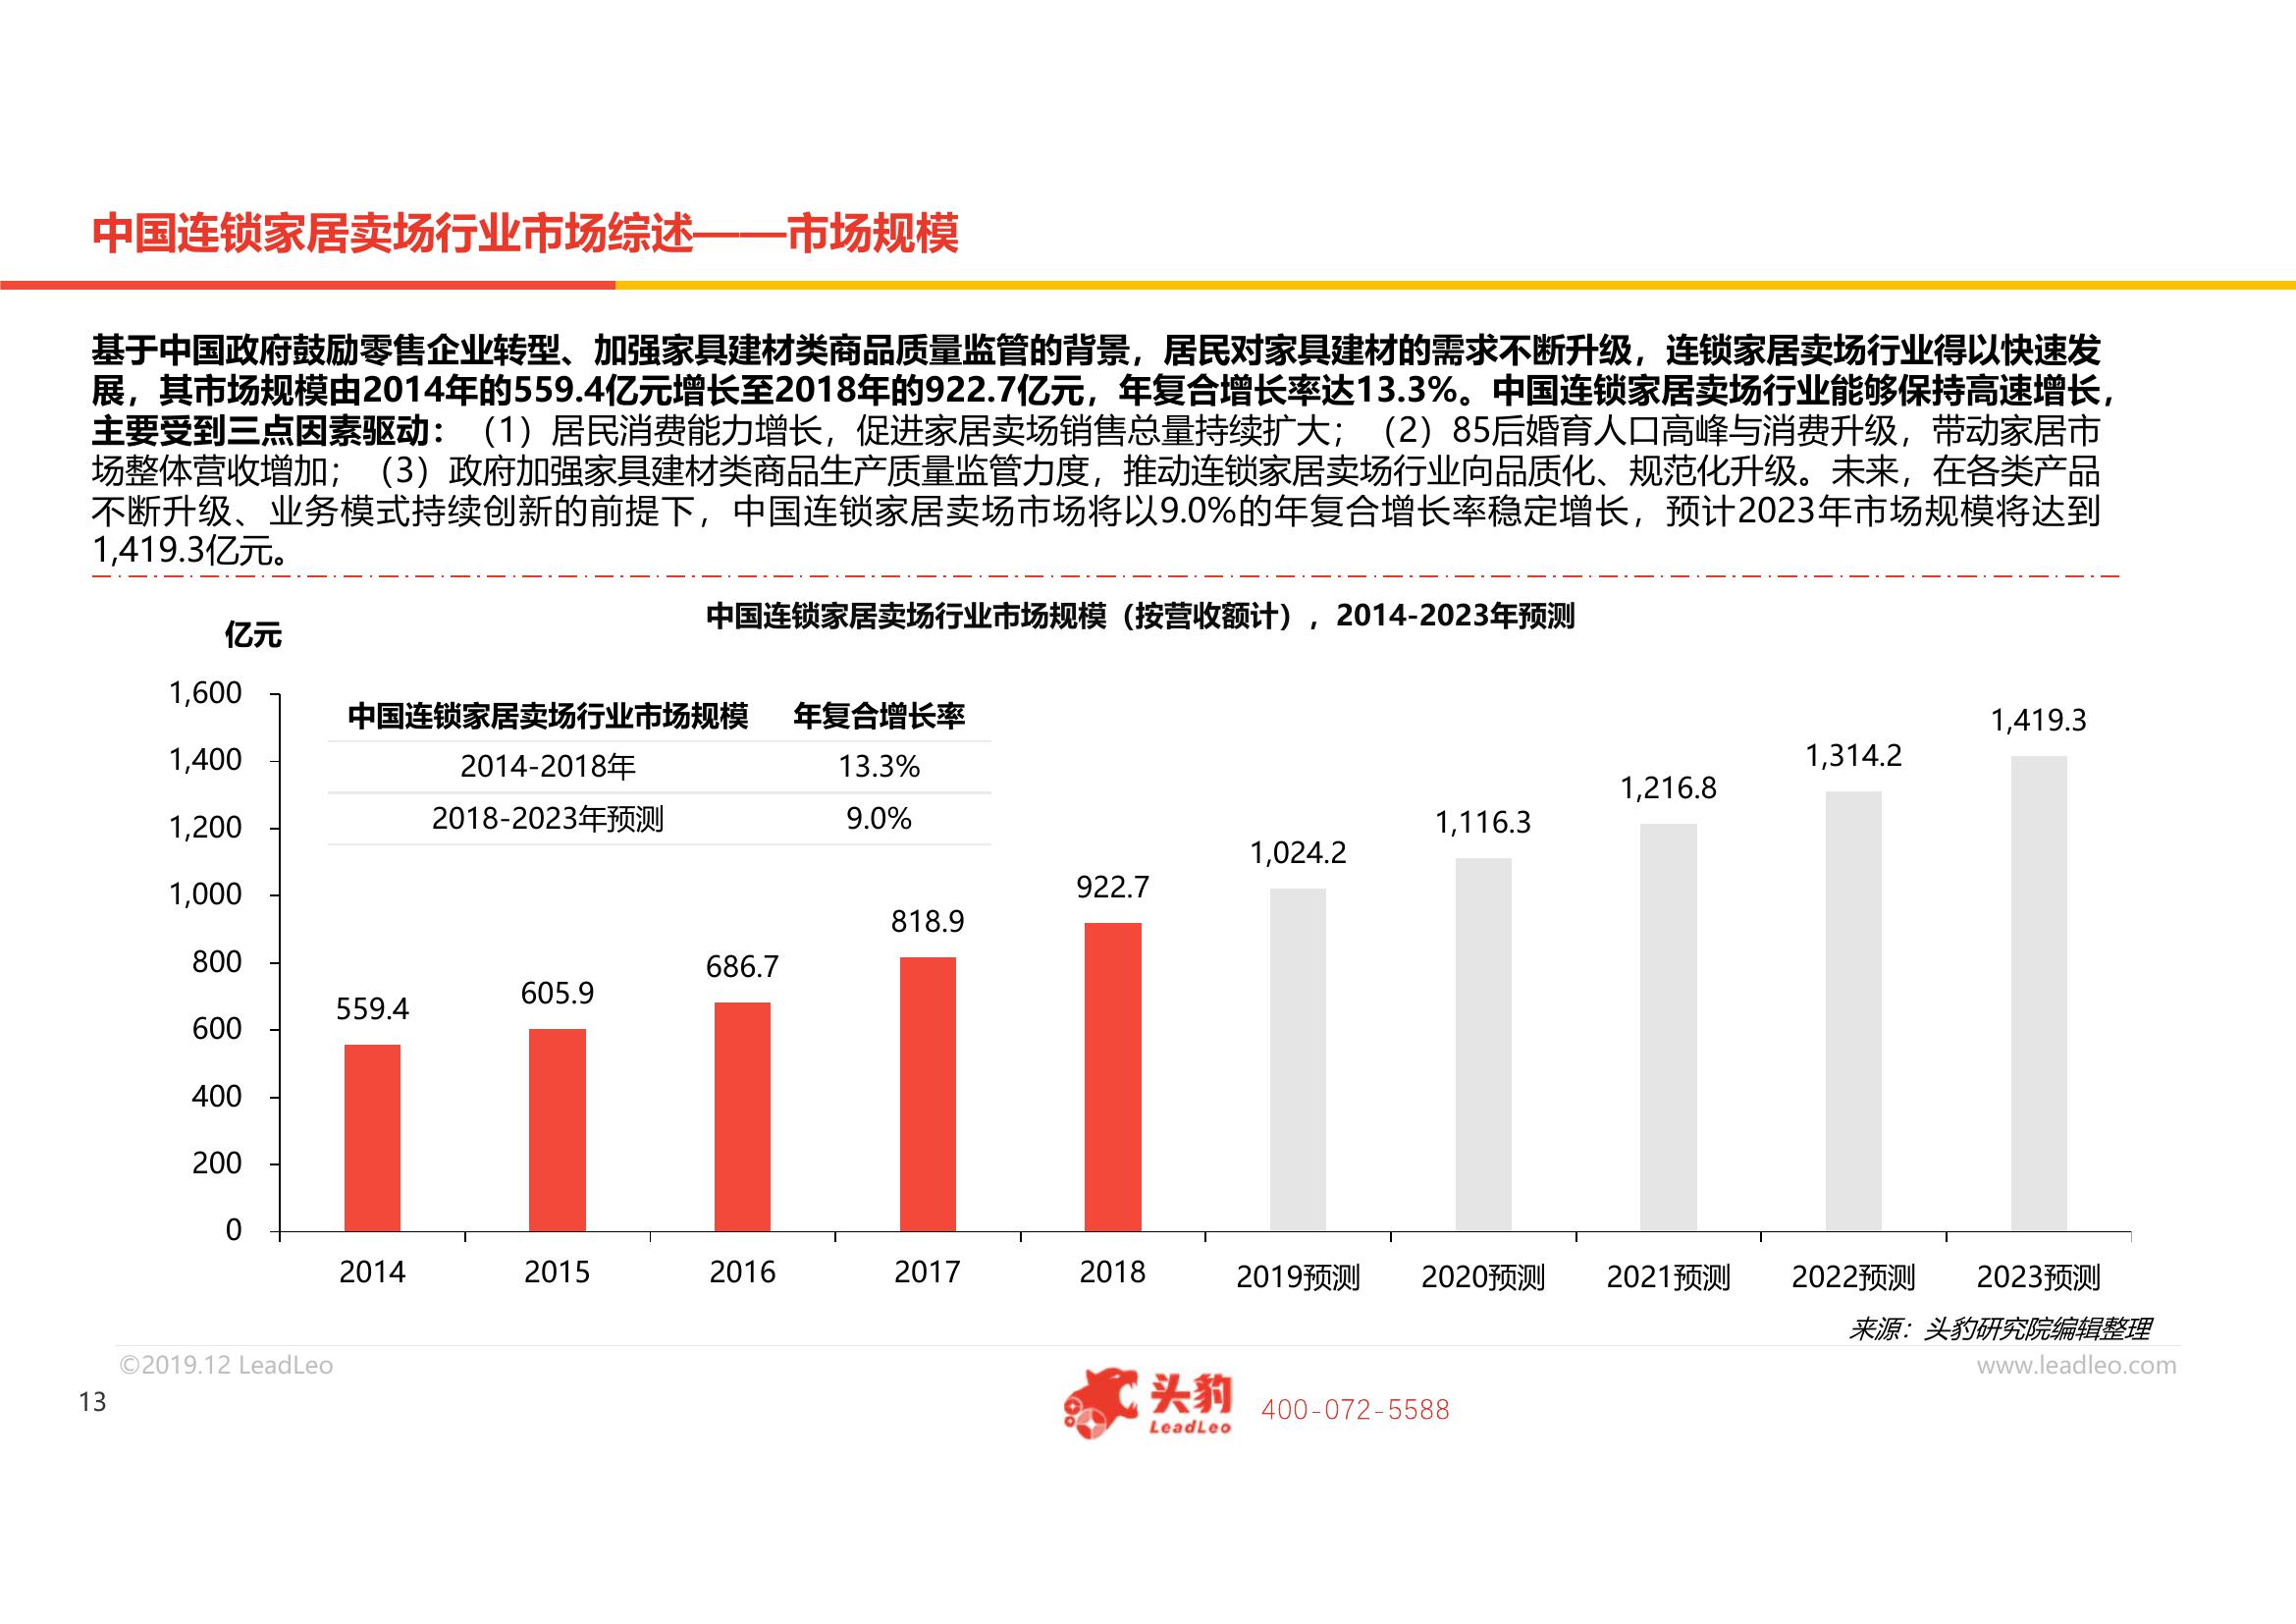 中国连锁家居卖场行业市场综述——市场规模
基于中国政府鼓励零售企业转型、加强家具建材类商品质量监管的背景，居民对家具建材的需求不断升级，连锁家居卖场行业得以快速发
展，其市场规模由2014年的559.4亿元增长至2018年的922.7亿元，年复合增长率达13.3%。中国连锁家居卖场行业能够保持高速增长，
主要受到三点因素驱动：（1）居民消费能力增长，促进家居卖场销售总量持续扩大；（2）85后婚育人口高峰与消费升级，带动家居市
场整体营收增加；（3）政府加强家具建材类商品生产质量监管力度，推动连锁家居卖场行业向品质化、规范化升级。未来，在各类产品
不断升级、业务模式持续创新的前提下，中国连锁家居卖场市场将以9.0%的年复合增长率稳定增长，预计2023年市场规模将达到
1,419.3亿元。
中国连锁家居卖场行业市场规模（按营收额计），2014-2023年预测
亿元
1,600
1,400
1,200
1,000
800
600
400
200
0
中国连锁家居卖场行业市场规模 年复合增长率
2014-2018年 13.3%
2018-2023年预测 9.0%
559.4
605.9
686.7
818.9
922.7
1,024.2
1,116.3
1,216.8
1,314.2
1,419.3
2014 2015 2016 2017 2018 2019预测 2020预测 2021预测 2022预测 2023预测
来源：头豹研究院编辑整理
©2019.12 LeadLeo
www.leadleo.com
13
头豹
LeadLeo
400-072-5588